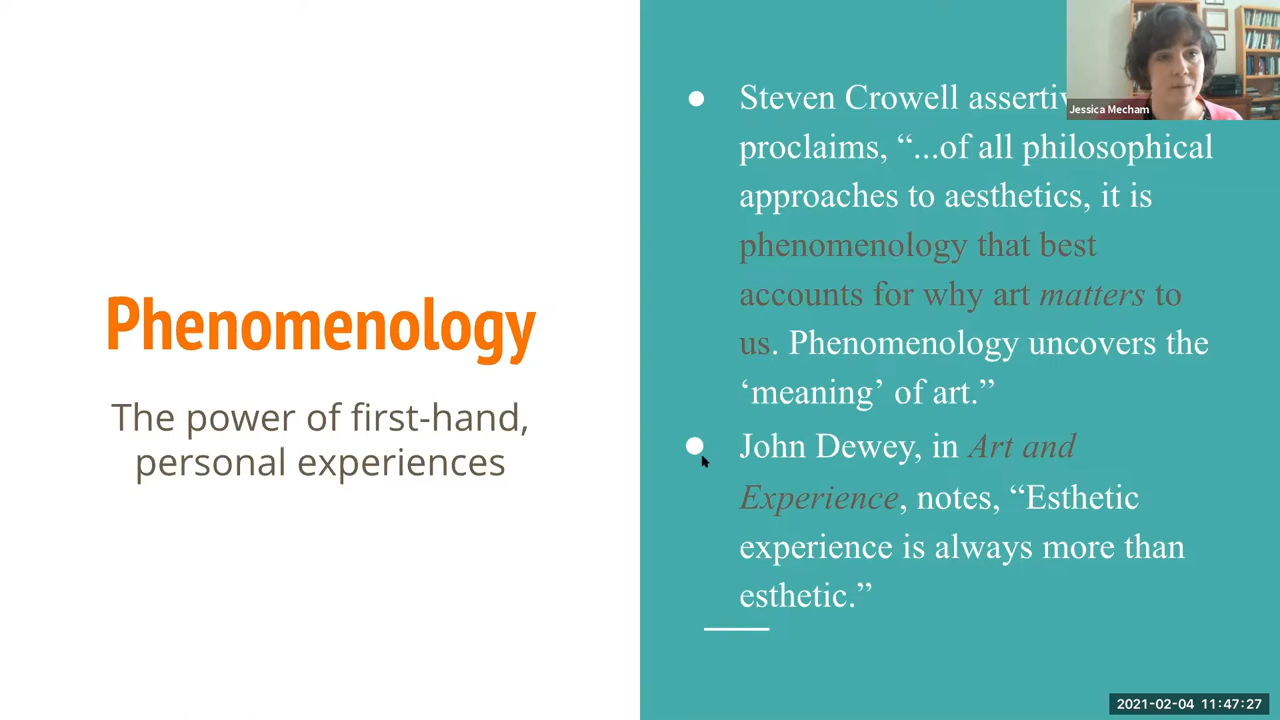 Phenomenology
The power of first-hand,
personal experiences
● Steven Crowell
proclaims, “...of all philosophical
approaches to aesthetics, it is
phenomenology that best
accounts for why art matters to
us. Phenomenology uncovers the
‘meaning’ of art.”
● John Dewey, in Art and
Experience, notes, “Esthetic
experience is always more than
esthetic.”
Jessica Mecham
2021-02-04 11:47:27